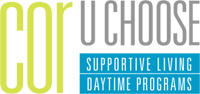 cor
U CHOOSE
SUPPORTIVE LIVING
DAYTIME PROGRAMS